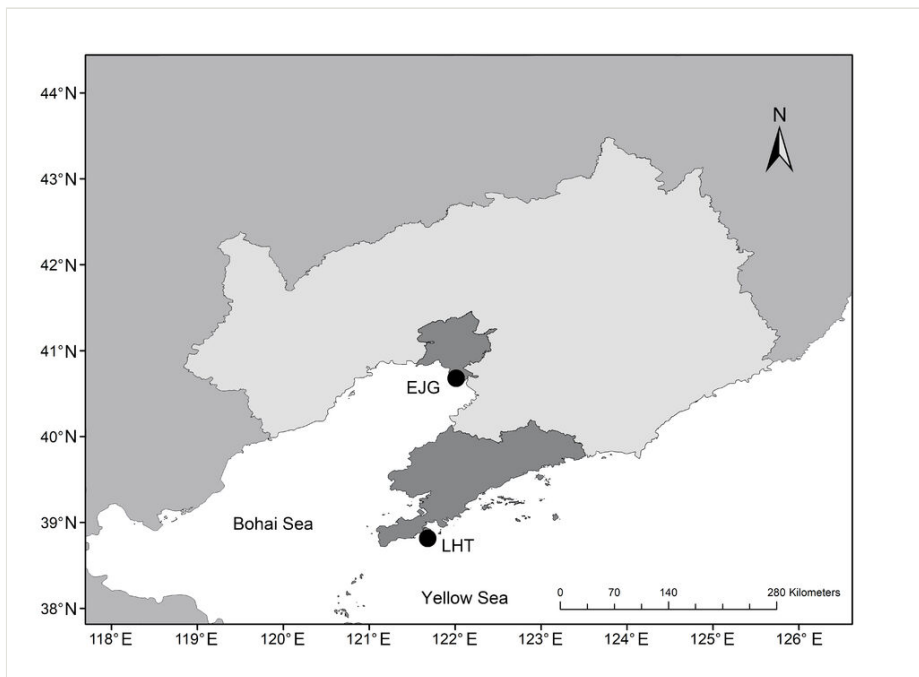 44°N
N
43°N
42°N
41°N
EJG
40°N
39°N
Bohai Sea
LHT
38°N
Yellow Sea
0 70 140 280 Kilometers
118° E 119° E 120° E 121° E 122° E 123° E 124° E 125° E 126° E